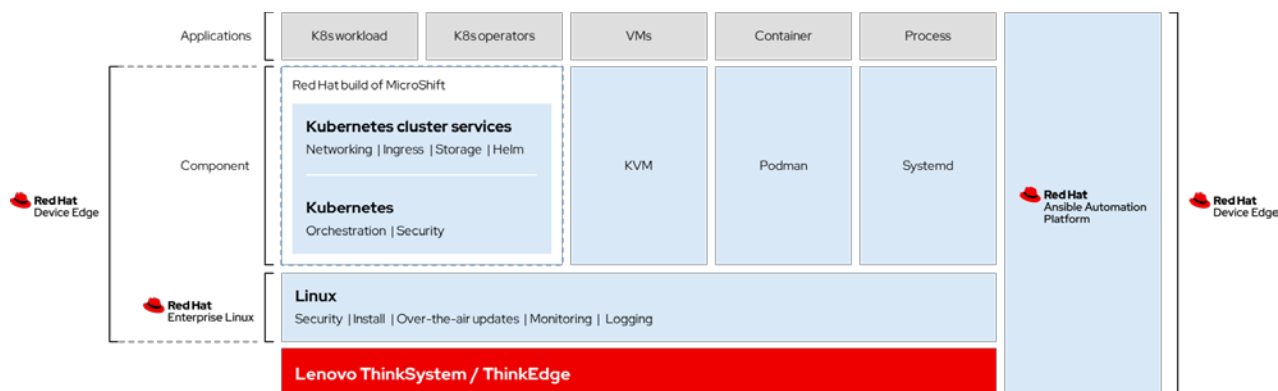 Applications
K8s workload
K8s operators
VMs
Container
Process
Red Hat build of MicroShift
Kubernetes cluster services
Networking | Ingress | Storage | Helm
Component
KVM
Podman
Systemd
Kubernetes
Orchestration | Security
Red Hat
Device Edge
Red Hat
Ansible Automation
Platform
Red Hat
Device Edge
Red Hat
Enterprise Linux
Linux
Security | Install | Over-the-air updates | Monitoring | Logging
Lenovo ThinkSystem / ThinkEdge